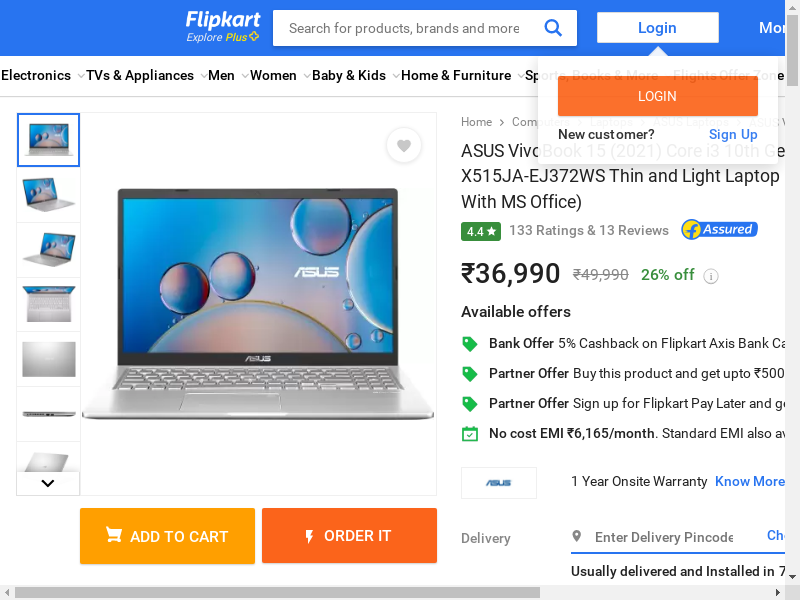 Flipkart
Explore Plus
Search for products, brands and more
Login
Mor
Electronics
TVs & Appliances
Men
Women
Baby & Kids
Home & Furniture
Sports, Books & More
Flights
Offer Zone
LOGIN
New customer? Sign Up
Home
ASUS VivoBook 15 (2021) Core i3 10th Ge
X515JA-EJ372WS Thin and Light Laptop
With MS Office)
4.4
133 Ratings & 13 Reviews
Assured
₹36,990 ₹49,990 26% off
Available offers
Bank Offer 5% Cashback on Flipkart Axis Bank Ca
Partner Offer Buy this product and get upto ₹500
Partner Offer Sign up for Flipkart Pay Later and ge
No cost EMI ₹6,165/month. Standard EMI also av
ASUS
ASUS
ASUS
1 Year Onsite Warranty Know More
ADD TO CART
ORDER IT
Delivery
Enter Delivery Pincode
Che
Usually delivered and Installed in 7